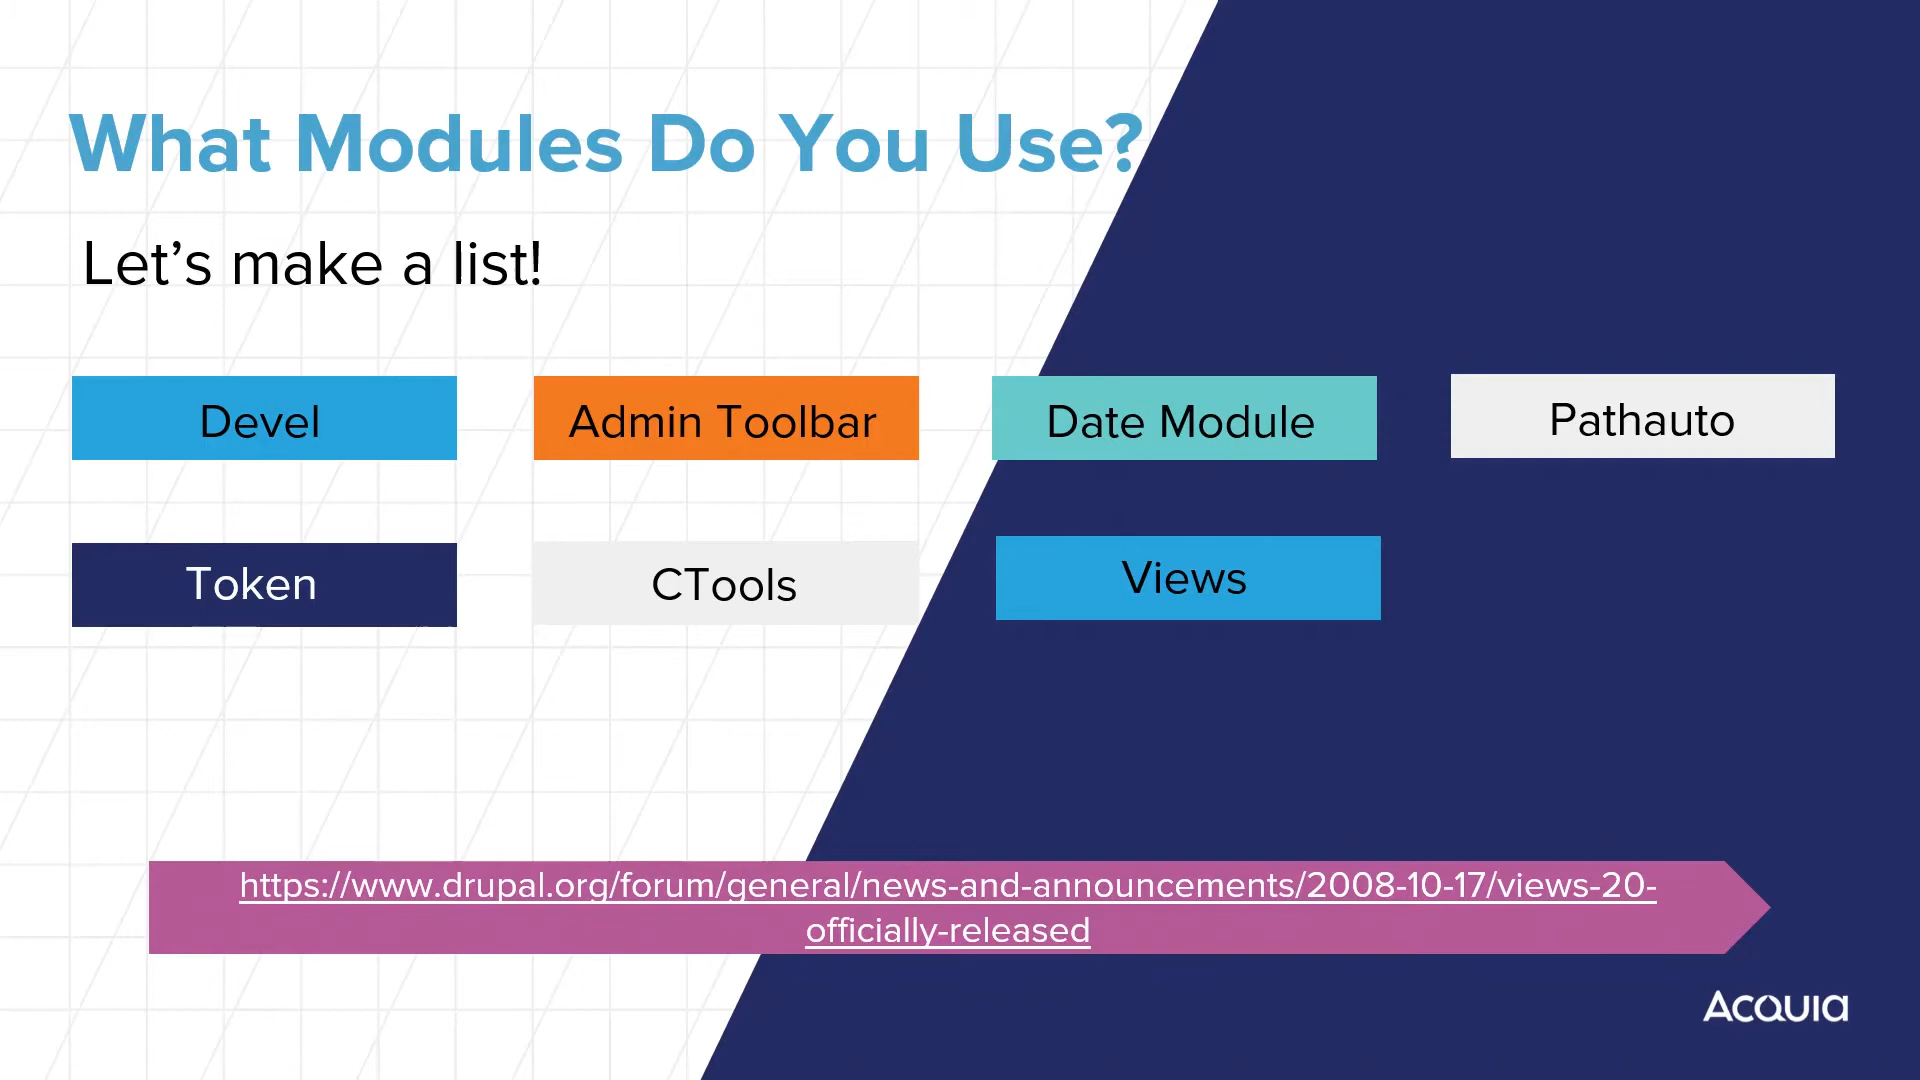 What Modules Do You Use?
Let’s make a list!
Devel
Admin Toolbar
Date Module
Pathauto
Token
CTools
Views
https://www.drupal.org/forum/general/news-and-announcements/2008-10-17/views-20-
officially-released
Acquia